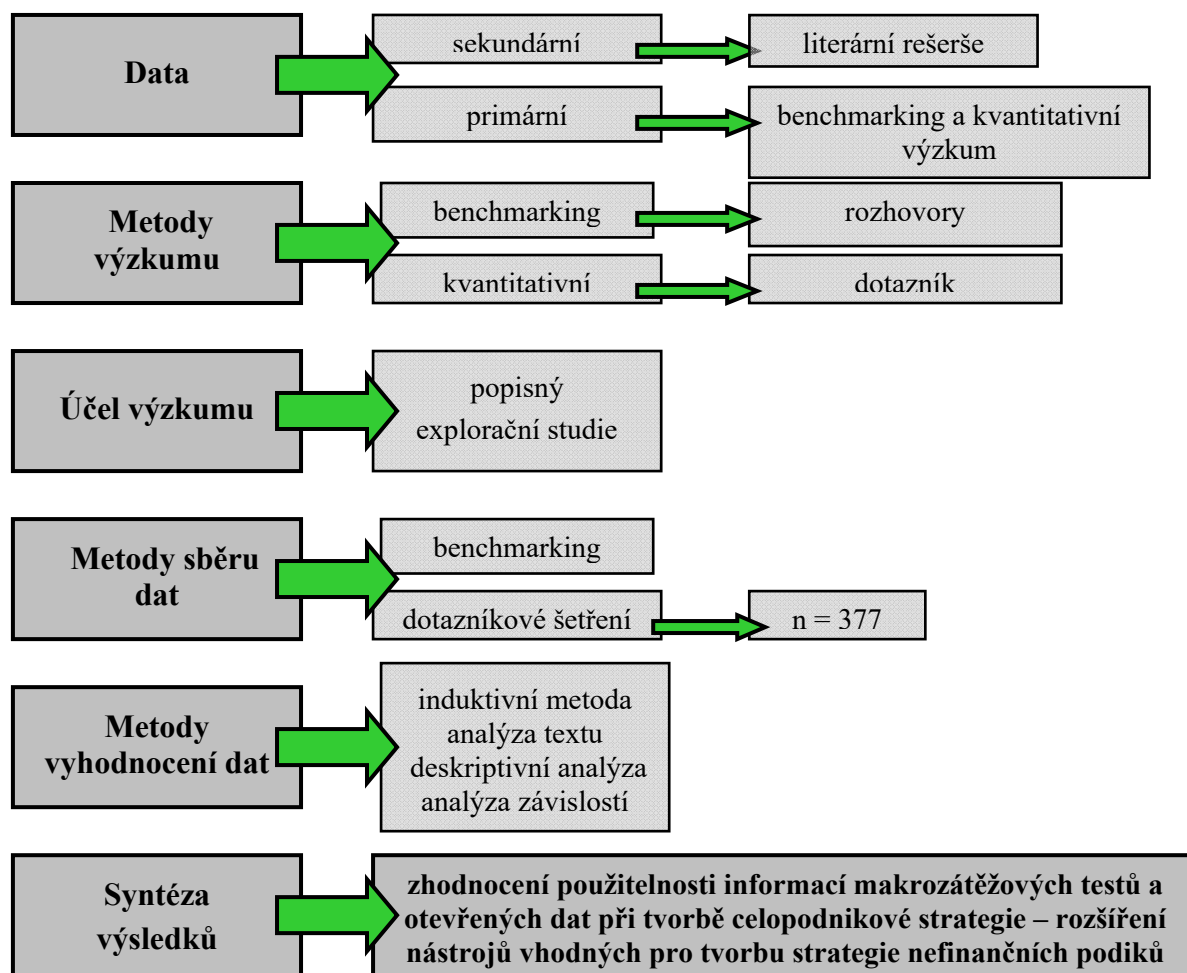 Data
sekundární
literární rešerše
primární
benchmarking a kvantitativní
výzkum
Metody
výzkumu
benchmarking
rozhovory
kvantitativní
dotazník
Účel výzkumu
popisný
explorační studie
Metody sběru
dat
benchmarking
dotazníkové šetření
n = 377
Metody
vyhodnocení dat
induktivní metoda
analýza textu
deskriptivní analýza
analýza závislostí
Syntéza
výsledků
zhodnocení použitelnosti informací makrozátěžových testů a
otevřených dat při tvorbě celopodnikové strategie – rozšíření
nástrojů vhodných pro tvorbu strategie nefinančních podiků